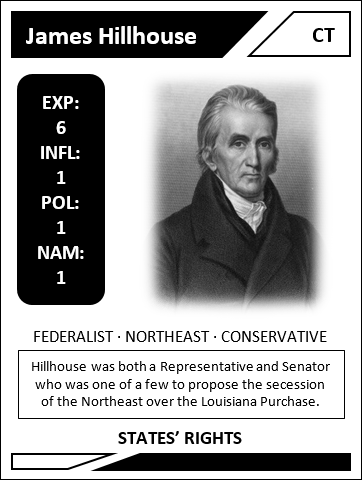 James Hillhouse
CT
EXP:
6
INFL:
1
POL:
1
NAM:
1
FEDERALIST · NORTHEAST · CONSERVATIVE
Hillhouse was both a Representative and Senator
who was one of a few to propose the secession
of the Northeast over the Louisiana Purchase.
STATES’ RIGHTS